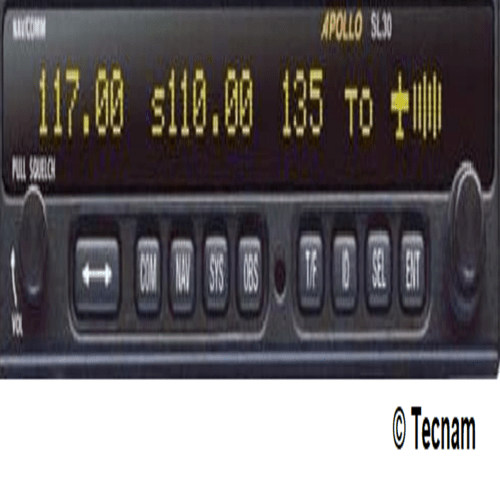 NAV/COMM APOLLO SL30
117.00 s110.00 135 TO
PULL SQUELCH
VOL
COM NAV SYS OBS T/F ID SEL ENT
© Tecnam